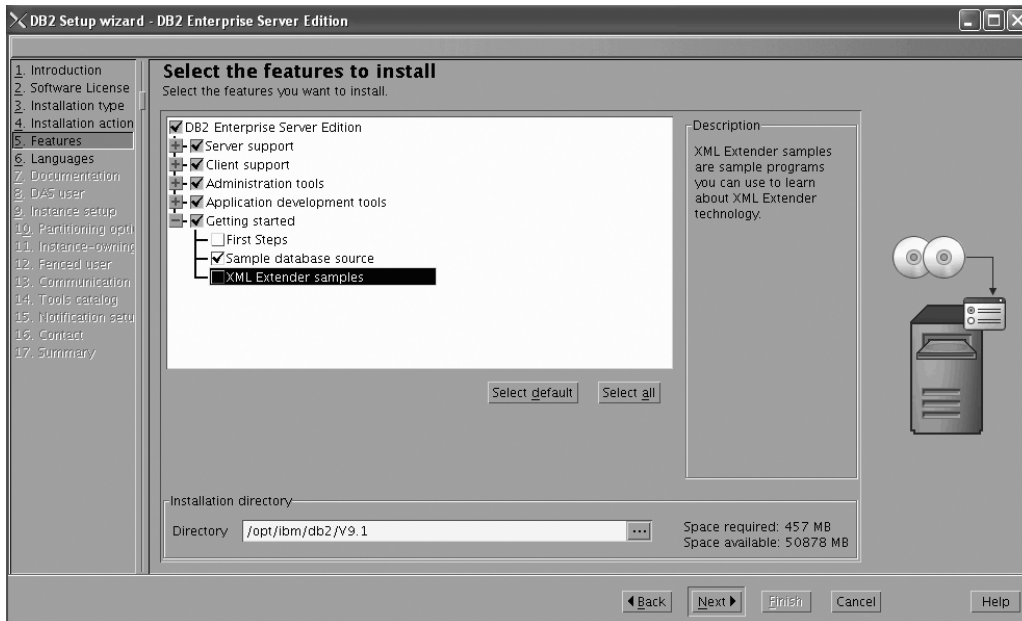 DB2 Setup wizard - DB2 Enterprise Server Edition
1. Introduction
2. Software License
3. Installation type
4. Installation action
5. Features
6. Languages
7. Documentation
8. DAS user
9. Instance setup
10. Partitioning opti
11. Instance-owning
12. Fenced user
13. Communication
14. Tools catalog
15. Notification setu
16. Contact
17. Summary
Select the features to install
Select the features you want to install.
DB2 Enterprise Server Edition
Server support
Client support
Administration tools
Application development tools
Getting started
First Steps
Sample database source
XML Extender samples
Select default
Select all
Description
XML Extender samples
are sample programs
you can use to learn
about XML Extender
technology.
Installation directory
Directory /opt/ibm/db2/V9.1 ...
Space required: 457 MB
Space available: 50878 MB
Back
Next
Finish
Cancel
Help